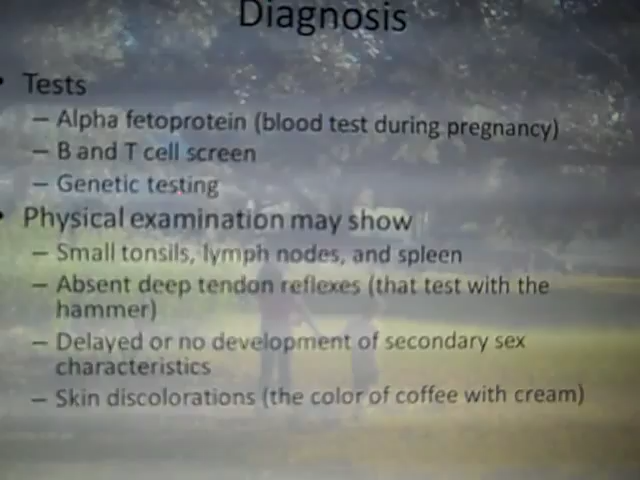 Diagnosis
• Tests
– Alpha fetoprotein (blood test during pregnancy)
– B and T cell screen
– Genetic testing
• Physical examination may show
– Small tonsils, lymph nodes, and spleen
– Absent deep tendon reflexes (that test with the
hammer)
– Delayed or no development of secondary sex
characteristics
– Skin discolorations (the color of coffee with cream)